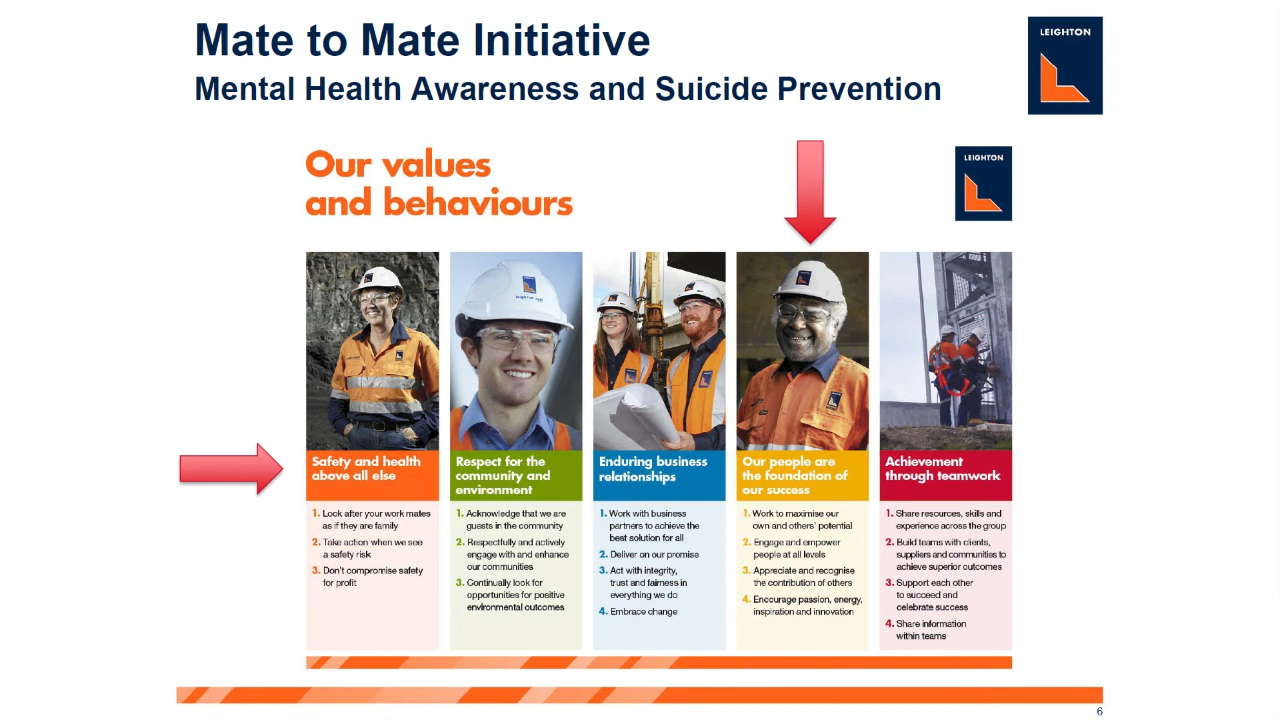 Mate to Mate Initiative
Mental Health Awareness and Suicide Prevention
LEIGHTON
Our values
and behaviours
LEIGHTON
Safety and health
above all else
1. Look after your work mates
as if they are family
2. Take action when we see
a safety risk
3. Don't compromise safety
for profit
Respect for the
community and
environment
1. Acknowledge that we are
guests in the community
2. Respectfully and actively
engage with and enhance
our communities
3. Continually look for
opportunities for positive
environmental outcomes
Enduring business
relationships
1. Work with business
partners to achieve the
best solution for all
2. Deliver on our promise
3. Act with integrity,
trust and fairness in
everything we do
4. Embrace change
Our people are
the foundation of
our success
1. Work to maximise our
own and others' potential
2. Engage and empower
people at all levels
3. Appreciate and recognise
the contribution of others
4. Encourage passion, energy,
inspiration and innovation
Achievement
through teamwork
1. Share resources, skills and
experience across the group
2. Build teams with clients,
suppliers and communities to
achieve superior outcomes
3. Support each other
to succeed and
celebrate success
4. Share information
within teams
6